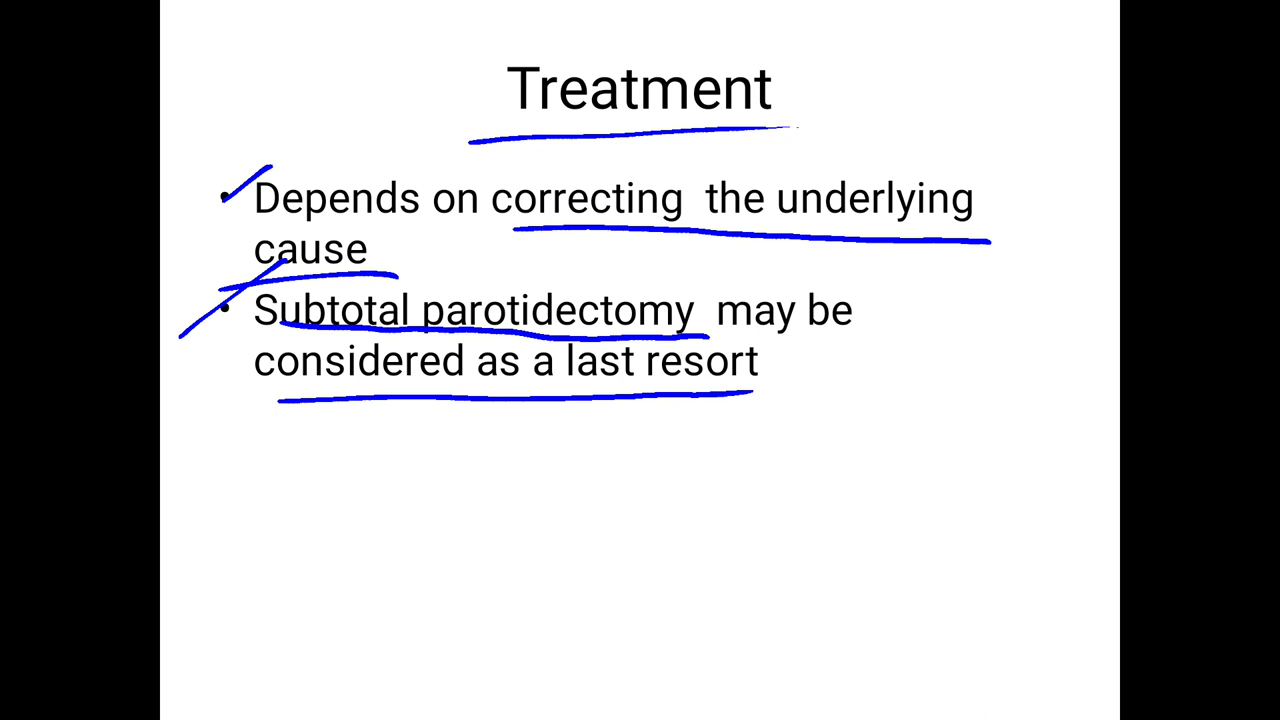 Treatment
• Depends on correcting the underlying
cause
• Subtotal parotidectomy may be
considered as a last resort